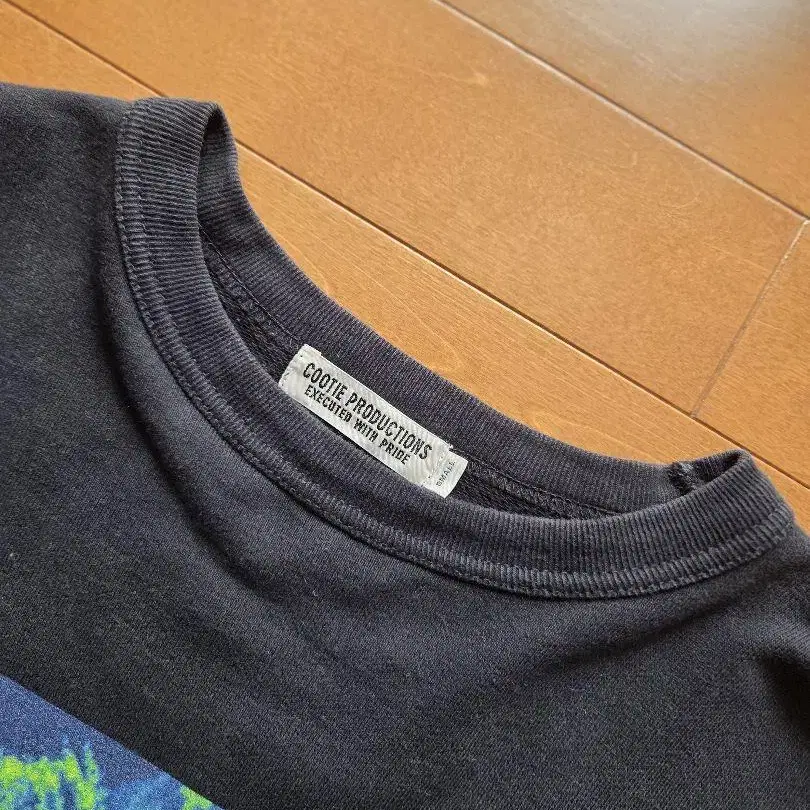 COOTIE PRODUCTIONS
EXECUTED WITH PRIDE
SMALL